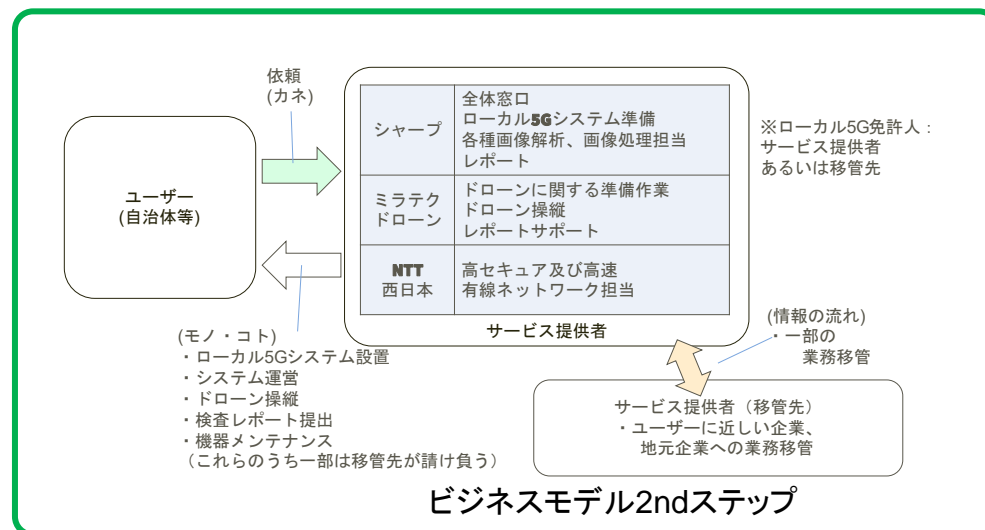 依頼
(カネ)
ユーザー
(自治体等)
シャープ
全体窓口
ローカル5Gシステム準備
各種画像解析、画像処理担当
レポート
ミラテク
ドローン
ドローンに関する準備作業
ドローン操縦
レポートサポート
NTT
西日本
高セキュア及び高速
有線ネットワーク担当
サービス提供者
※ローカル5G免許人：
サービス提供者
あるいは移管先
(モノ・コト)
・ローカル5Gシステム設置
・システム運営
・ドローン操縦
・検査レポート提出
・機器メンテナンス
（これらのうち一部は移管先が請け負う）
(情報の流れ)
・一部の
業務移管
サービス提供者（移管先）
・ユーザーに近しい企業、
地元企業への業務移管
ビジネスモデル2ndステップ